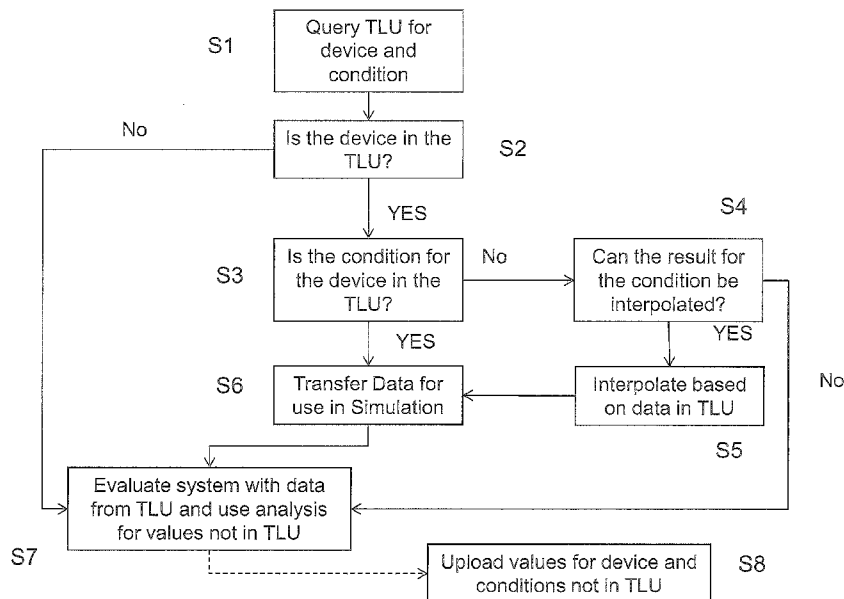 S1
Query TLU for
device and
condition
No
Is the device in the
TLU?
S2
YES
S4
S3
Is the condition for
the device in the
TLU?
No
Can the result for
the condition be
interpolated?
YES
YES
S6
Transfer Data for
use in Simulation
Interpolate based
on data in TLU
No
S5
Evaluate system with data
from TLU and use analysis
for values not in TLU
S7
Upload values for device and
conditions not in TLU
S8